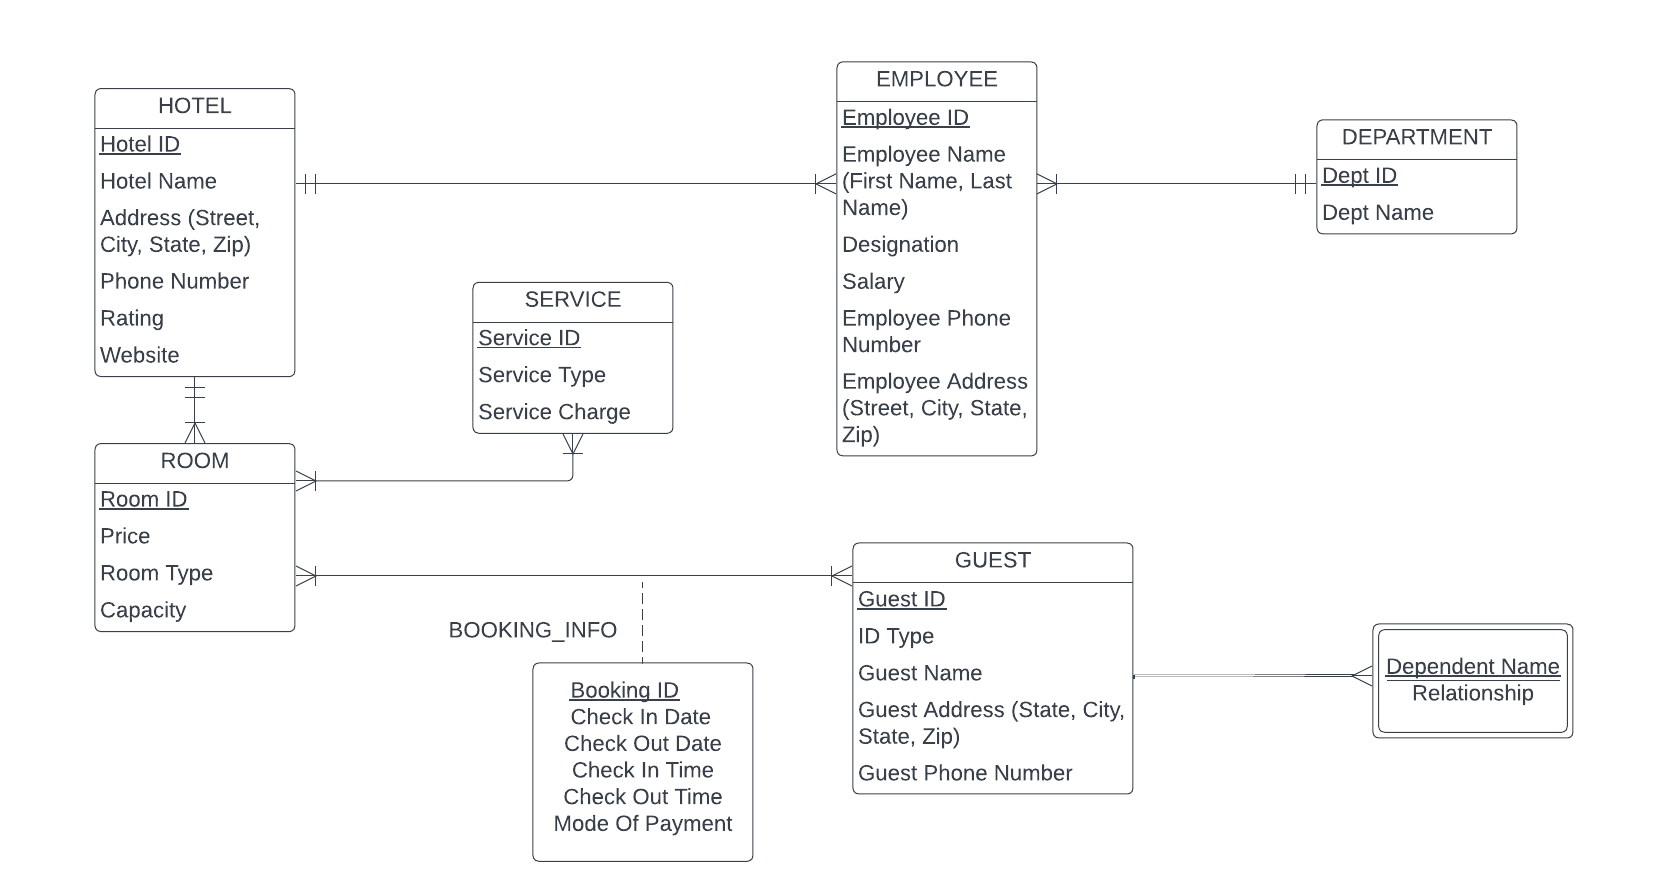 HOTEL
Hotel ID
Hotel Name
Address (Street,
City, State, Zip)
Phone Number
Rating
Website
EMPLOYEE
Employee ID
Employee Name
(First Name, Last
Name)
Designation
Salary
Employee Phone
Number
Employee Address
(Street, City, State,
Zip)
DEPARTMENT
Dept ID
Dept Name
SERVICE
Service ID
Service Type
Service Charge
ROOM
Room ID
Price
Room Type
Capacity
BOOKING_INFO
Booking ID
Check In Date
Check Out Date
Check In Time
Check Out Time
Mode Of Payment
GUEST
Guest ID
ID Type
Guest Name
Guest Address (State, City,
State, Zip)
Guest Phone Number
Dependent Name
Relationship